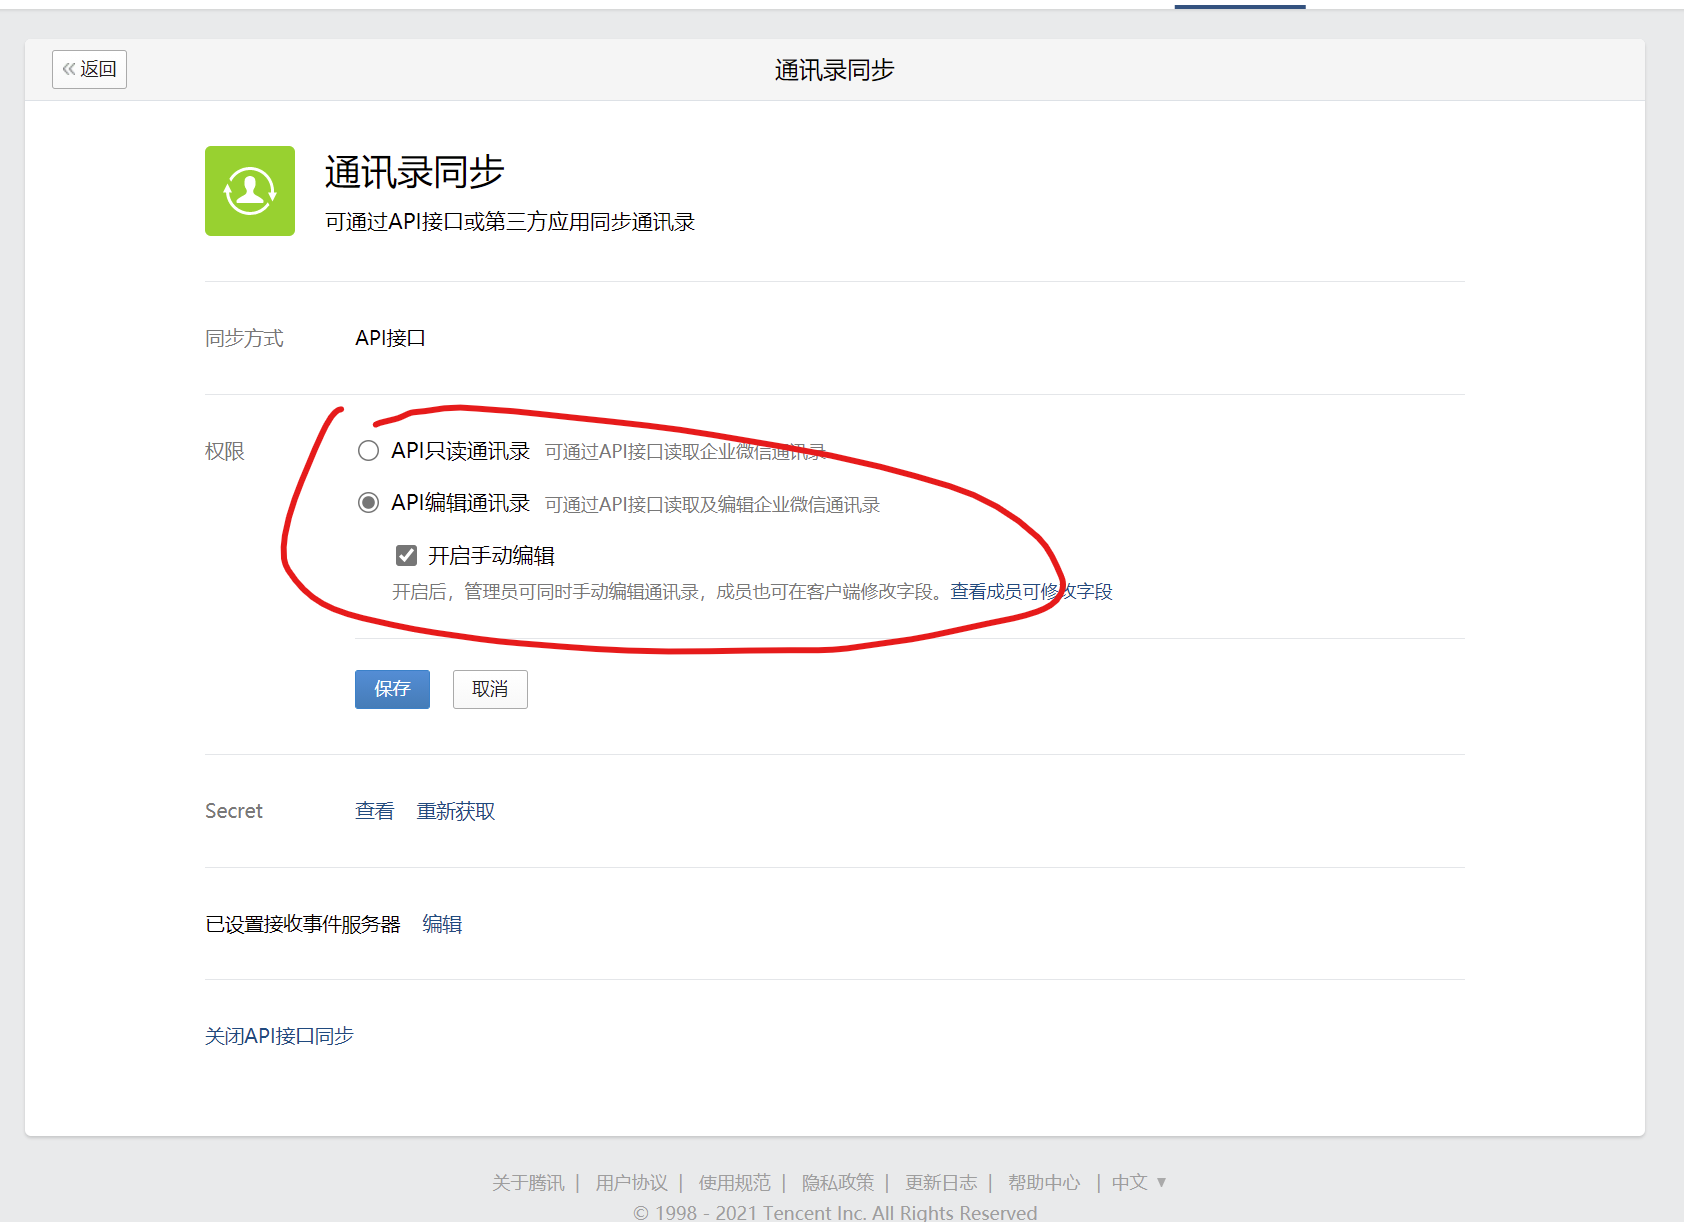 返回
通讯录同步
通讯录同步
可通过API接口或第三方应用同步通讯录
同步方式 API接口
权限 API只读通讯录 可通过API接口读取企业微信通讯录
API编辑通讯录 可通过API接口读取及编辑企业微信通讯录
开启手动编辑
开启后，管理员可同时手动编辑通讯录，成员也可在客户端修改字段。查看成员可修改字段
保存 取消
Secret 查看 重新获取
已设置接收事件服务器 编辑
关闭API接口同步
关于腾讯 | 用户协议 | 使用规范 | 隐私政策 | 更新日志 | 帮助中心 | 中文
© 1998 - 2021 Tencent Inc. All Rights Reserved